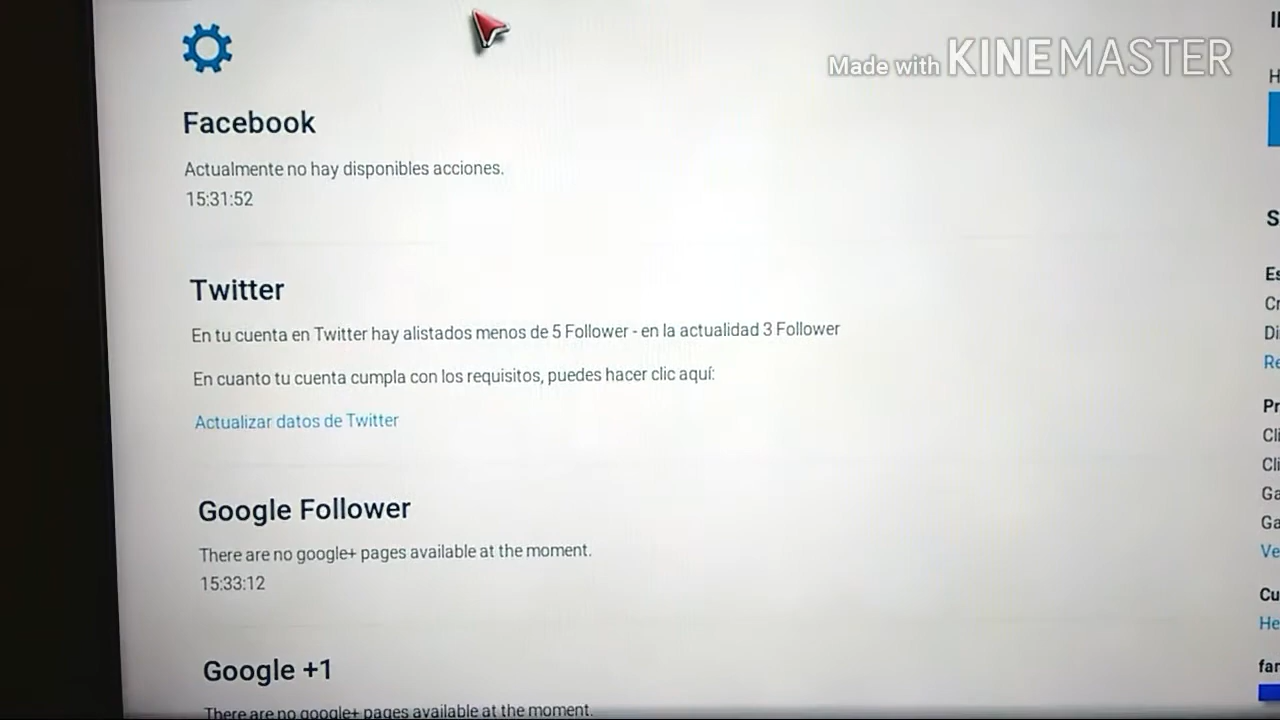 Made with KINEMASTER
Facebook
Actualmente no hay disponibles acciones.
15:31:52
Twitter
En tu cuenta en Twitter hay alistados menos de 5 Follower - en la actualidad 3 Follower
En cuanto tu cuenta cumpla con los requisitos, puedes hacer clic aquí:
Actualizar datos de Twitter
Google Follower
There are no google+ pages available at the moment.
15:33:12
Google +1
There are no google+ pages available at the moment.